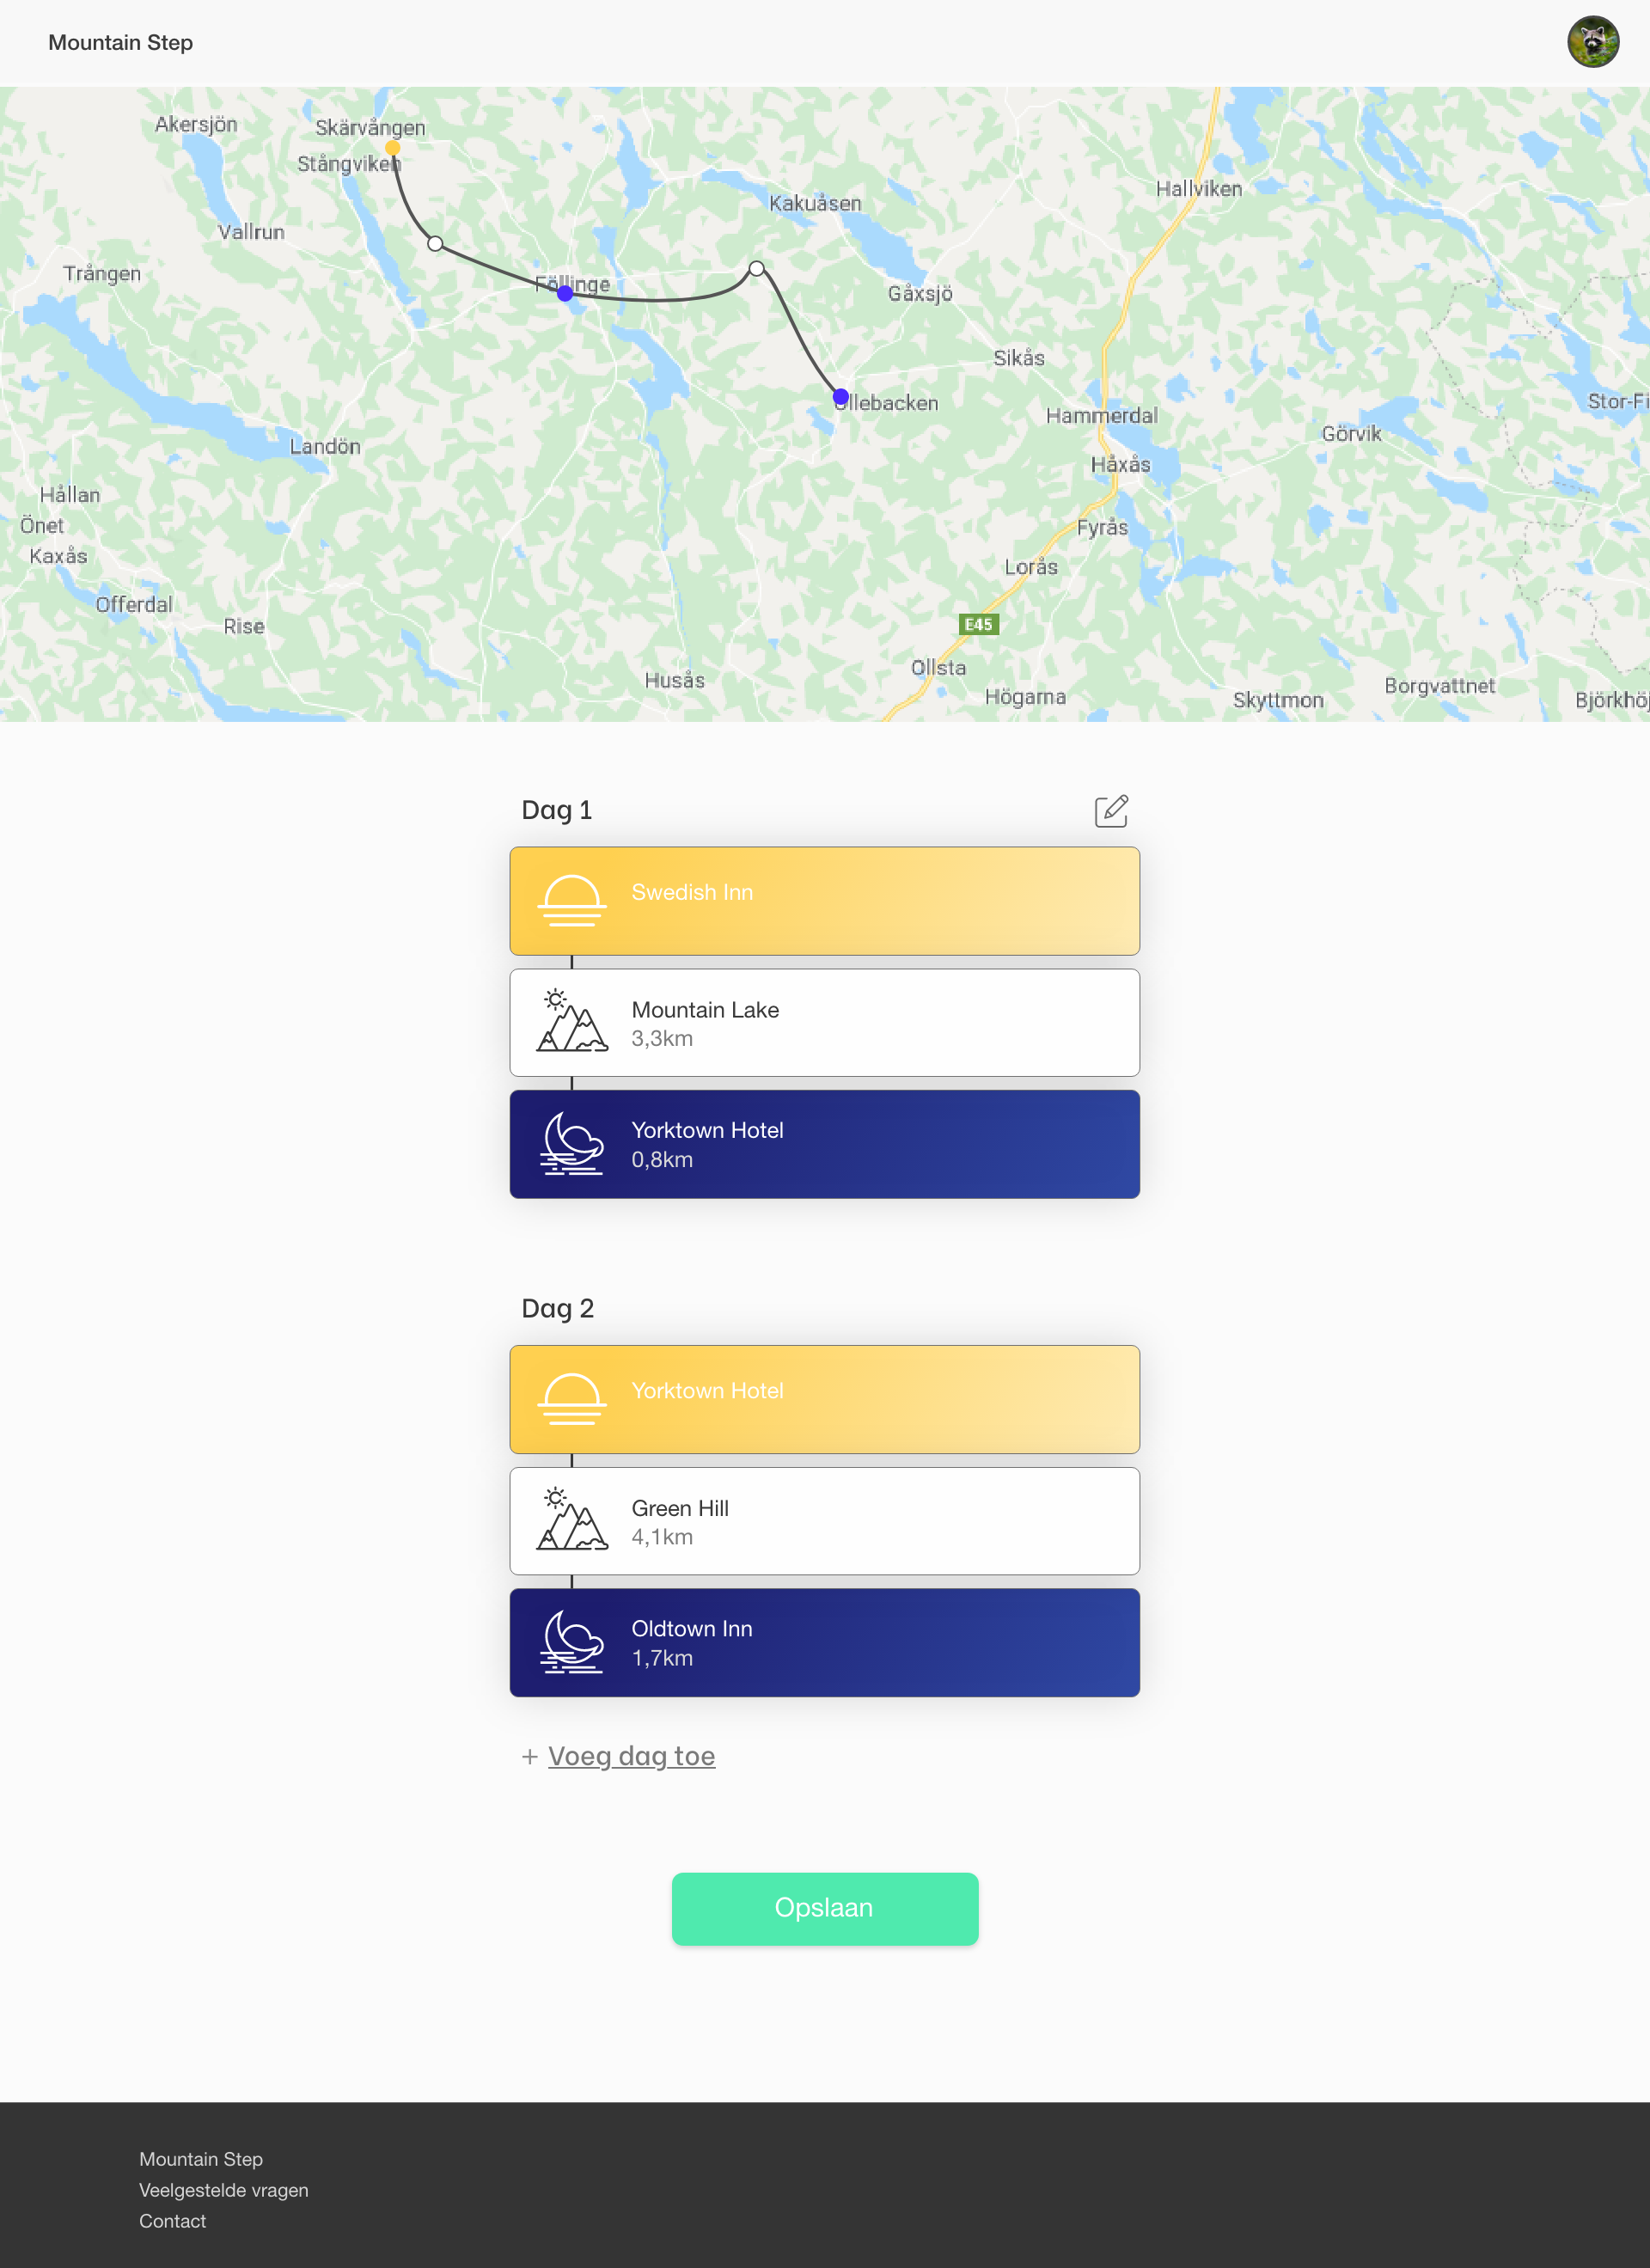 Mountain Step
Akersjön
Skärvången
Stångviken
Kakuåsen
Hallviken
Vallrun
Trången
Föllinge
Gåxsjö
Sikås
llebacken
Stor-Fi
Hammerdal
Görvik
Landön
Håxås
Hållan
Önet
Fyrås
Kaxås
Lorås
Offerdal
Rise
E45
Ollsta
Husås
Borgvattnet
Högarna
Skyttmon
Björkhöj
Dag 1
Swedish Inn
Mountain Lake
3,3km
Yorktown Hotel
0,8km
Dag 2
Yorktown Hotel
Green Hill
4,1km
Oldtown Inn
1,7km
+ Voeg dag toe
Opslaan
Mountain Step
Veelgestelde vragen
Contact